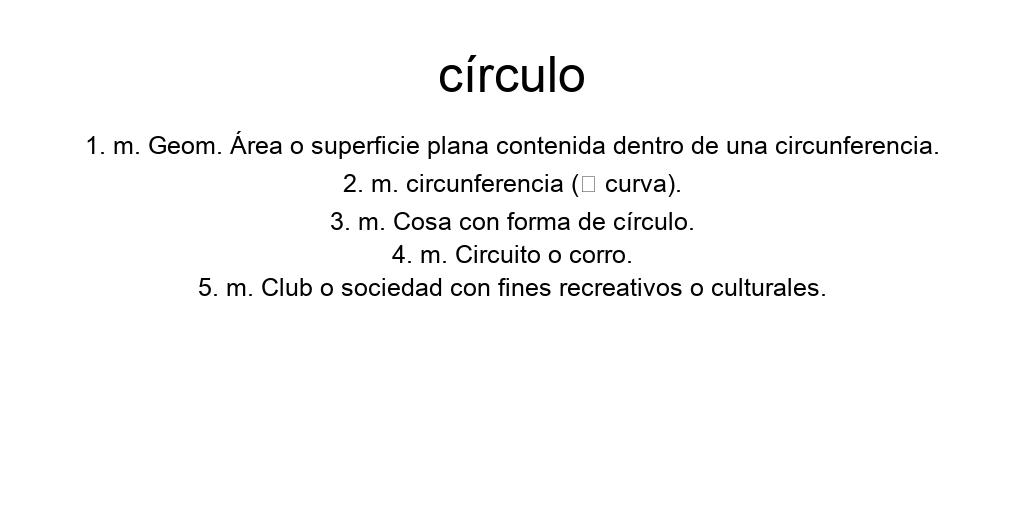 círculo
1. m. Geom. Área o superficie plana contenida dentro de una circunferencia.
2. m. circunferencia (▯ curva).
3. m. Cosa con forma de círculo.
4. m. Circuito o corro.
5. m. Club o sociedad con fines recreativos o culturales.